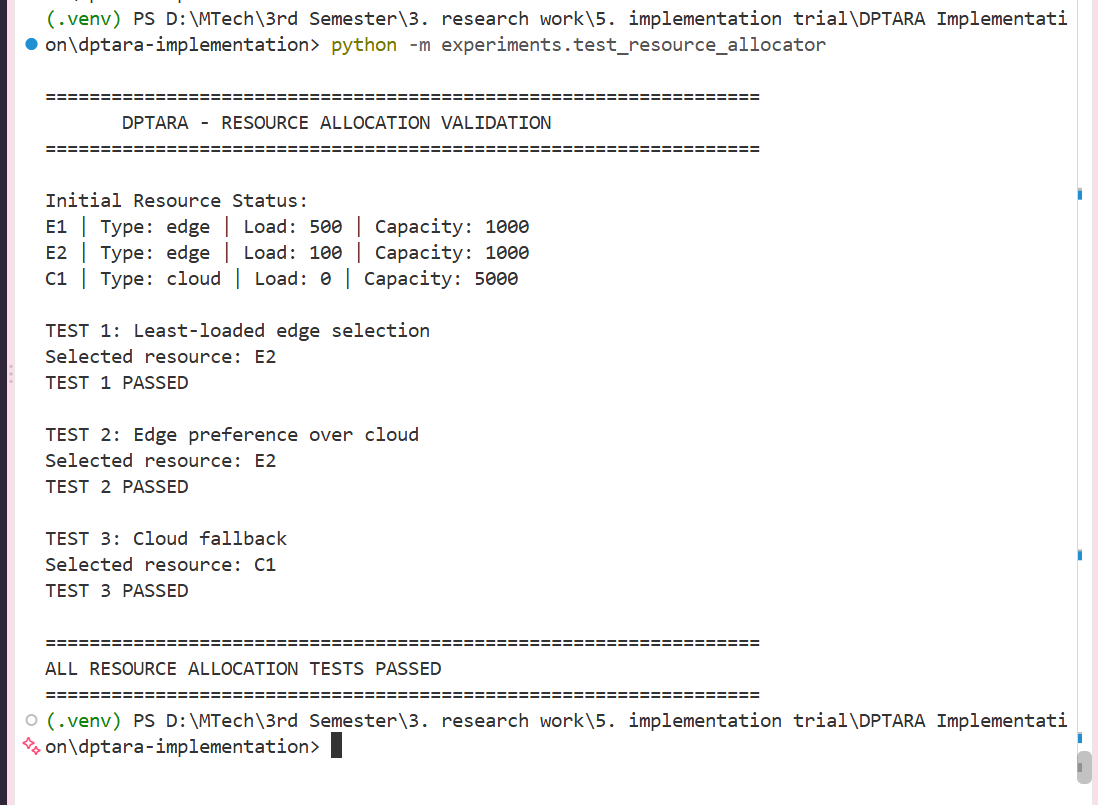 (.venv) PS D:\MTech\3rd Semester\3. research work\5. implementation trial\DPTARA Implementati
on\dptara-implementation> python -m experiments.test_resource_allocator
=================================================================
DPTARA - RESOURCE ALLOCATION VALIDATION
=================================================================
Initial Resource Status:
E1 | Type: edge | Load: 500 | Capacity: 1000
E2 | Type: edge | Load: 100 | Capacity: 1000
C1 | Type: cloud | Load: 0 | Capacity: 5000
TEST 1: Least-loaded edge selection
Selected resource: E2
TEST 1 PASSED
TEST 2: Edge preference over cloud
Selected resource: E2
TEST 2 PASSED
TEST 3: Cloud fallback
Selected resource: C1
TEST 3 PASSED
=================================================================
ALL RESOURCE ALLOCATION TESTS PASSED
=================================================================
(.venv) PS D:\MTech\3rd Semester\3. research work\5. implementation trial\DPTARA Implementati
on\dptara-implementation>